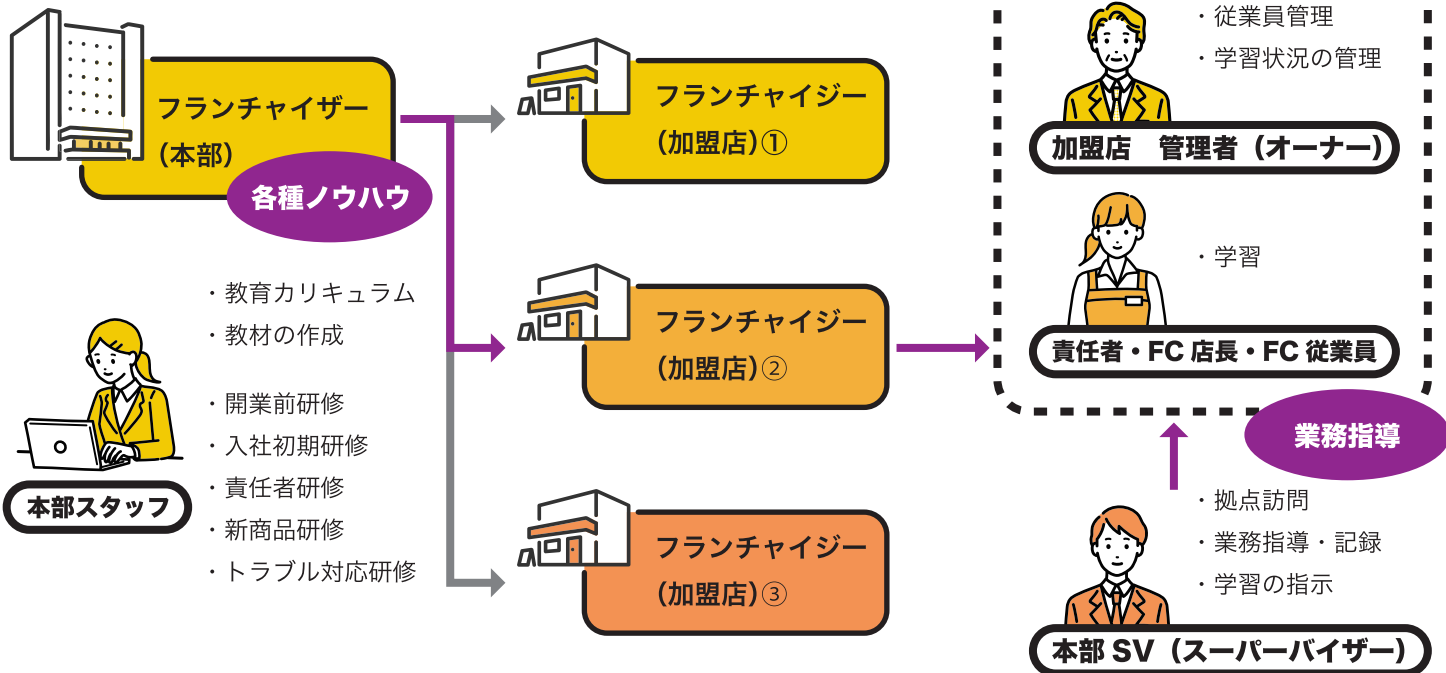 フランチャイザー
(本部)
各種ノウハウ
・教育カリキュラム
・教材の作成
・開業前研修
・入社初期研修
・責任者研修
・新商品研修
・トラブル対応研修
本部スタッフ
フランチャイジー
(加盟店)①
フランチャイジー
(加盟店)②
フランチャイジー
(加盟店)③
・従業員管理
・学習状況の管理
加盟店 管理者（オーナー）
・学習
責任者・FC 店長・FC 従業員
業務指導
・拠点訪問
・業務指導・記録
・学習の指示
本部 SV（スーパーバイザー）